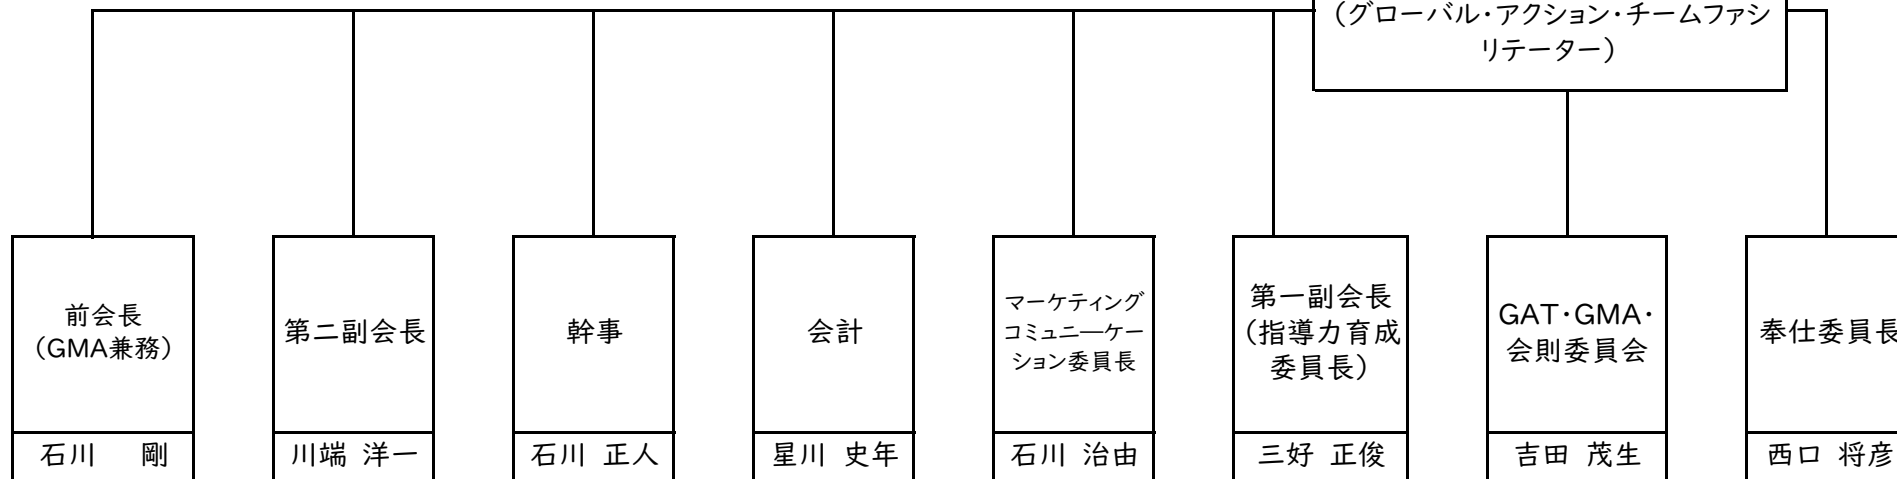 （グローバル・アクション・チームファシ
リテーター）
前会長
（GMA兼務）
第二副会長
幹事
会計
マーケティング
コミュニ―ケー
ション委員長
第一副会長
（指導力育成
委員長）
GAT・GMA・
会則委員会
奉仕委員長
石川　剛
川端 洋一
石川 正人
星川 史年
石川 治由
三好 正俊
吉田 茂生
西口 将彦